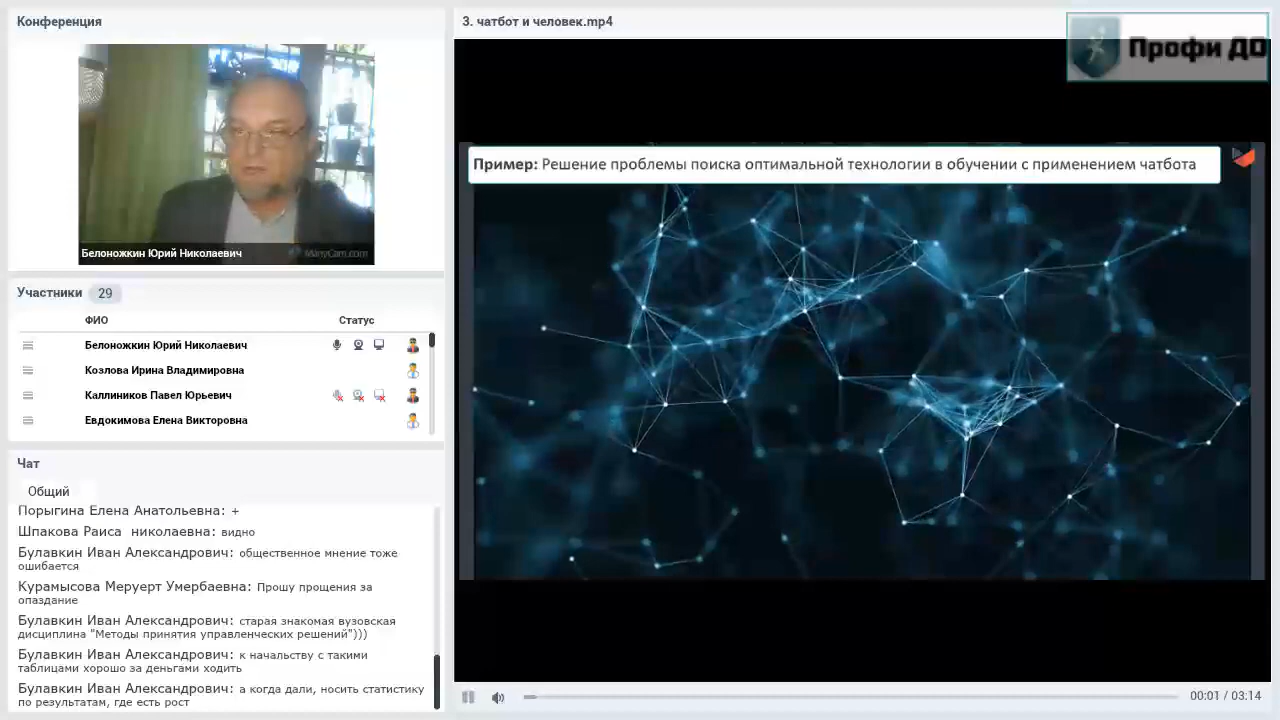 Конференция
Белоножкин Юрий Николаевич
ManyCam.com
Участники 29
ФИО Статус
Белоножкин Юрий Николаевич
Козлова Ирина Владимировна
Каллиников Павел Юрьевич
Евдокимова Елена Викторовна
Чат
Общий
Порыгина Елена Анатольевна: +
Шпакова Раиса николаевна: видно
Булавкин Иван Александрович: общественное мнение тоже
ошибается
Курамысова Меруерт Умербаевна: Прошу прощения за
опаздание
Булавкин Иван Александрович: старая знакомая вузовская
дисциплина "Методы принятия управленческих решений")))
Булавкин Иван Александрович: к начальству с такими
таблицами хорошо за деньгами ходить
Булавкин Иван Александрович: а когда дали, носить статистику
по результатам, где есть рост
3. чатбот и человек.mp4
Профи ДО
Пример: Решение проблемы поиска оптимальной технологии в обучении с применением чатбота
00:01 / 03:14